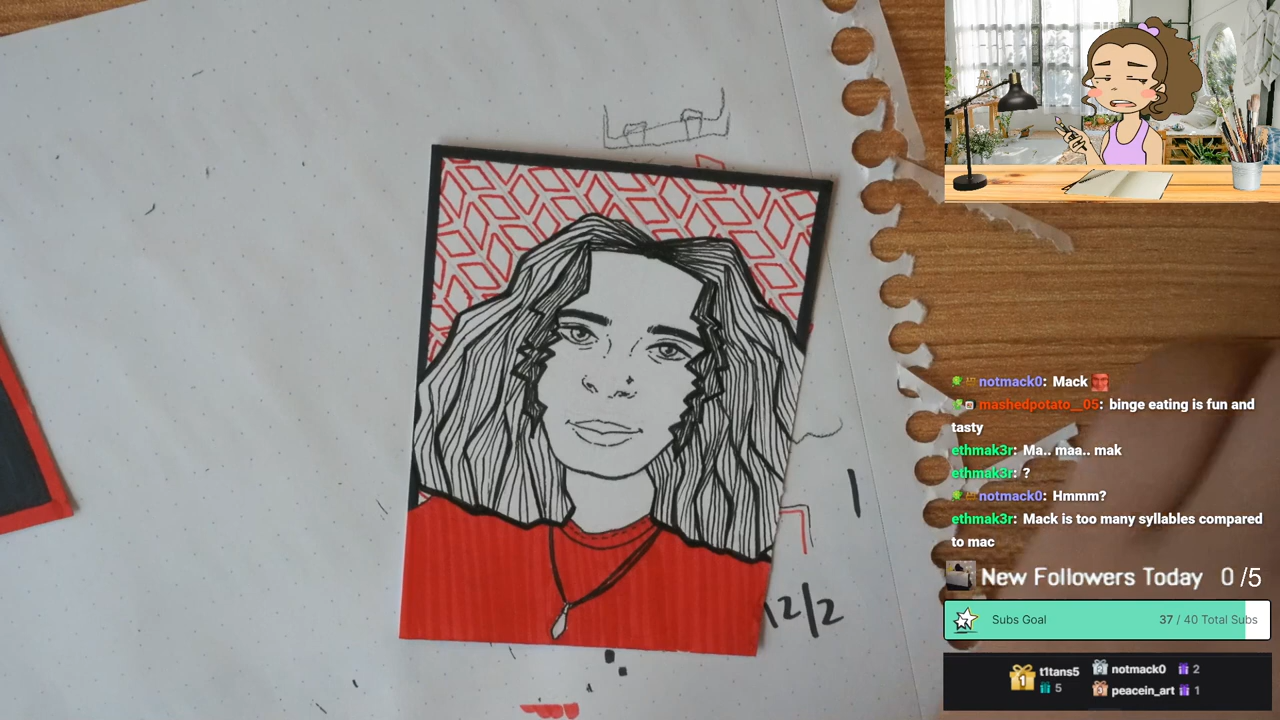 notmack0: Mack
mashedpotato__05: binge eating is fun and
tasty
ethmak3r: Ma.. maa.. mak
ethmak3r: ?
notmack0: Hmmm?
ethmak3r: Mack is too many syllables compared
to mac
New Followers Today 0 /5
Subs Goal 37 / 40 Total Subs
1 t1tans5 5
notmack0 2
peacein_art 1
12/2